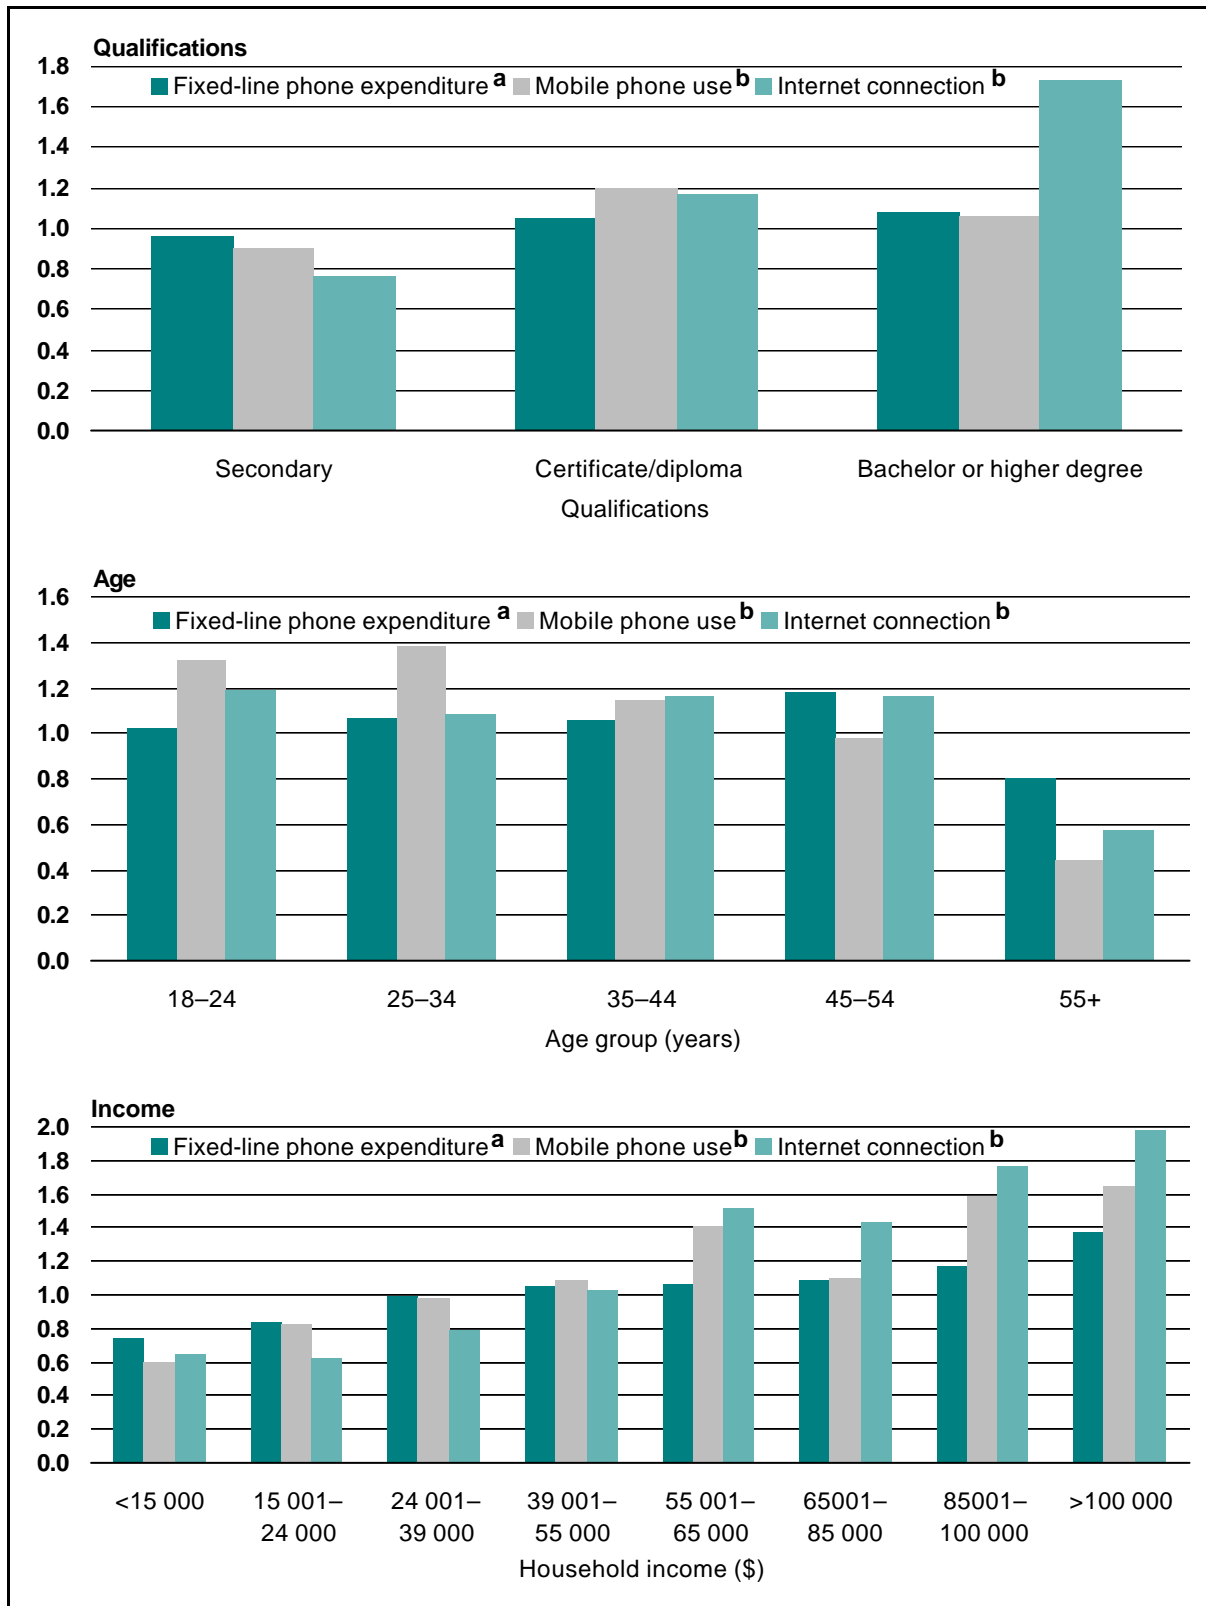 Qualifications
1.8
Fixed-line phone expenditure a Mobile phone use b Internet connection b
1.6
1.4
1.2
1.0
0.8
0.6
0.4
0.2
0.0
Secondary Certificate/diploma Bachelor or higher degree
Qualifications
Age
1.6
Fixed-line phone expenditure a Mobile phone use b Internet connection b
1.4
1.2
1.0
0.8
0.6
0.4
0.2
0.0
18–24 25–34 35–44 45–54 55+
Age group (years)
Income
2.0
Fixed-line phone expenditure a Mobile phone use b Internet connection b
1.8
1.6
1.4
1.2
1.0
0.8
0.6
0.4
0.2
0.0
<15 000 15 001– 24 001– 39 001– 55 001– 65001– 85001– >100 000
24 000 39 000 55 000 65 000 85 000 100 000
Household income ($)